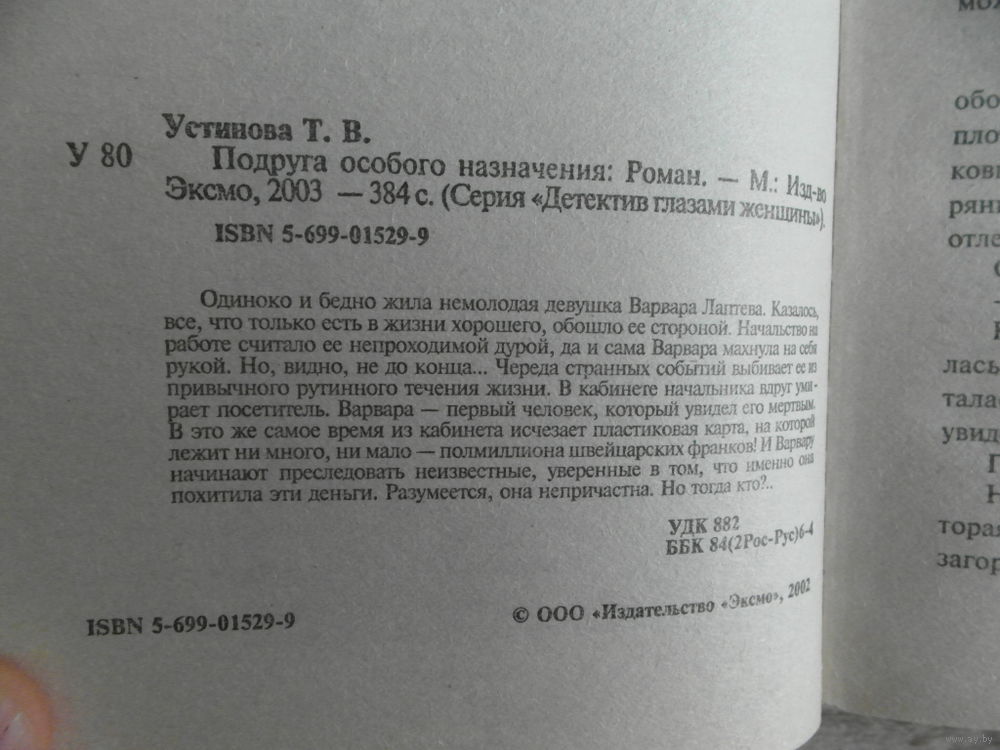 Устинова Т. В.
У 80
Подруга особого назначения: Роман. — М.: Изд-во
Эксмо, 2003 — 384 с. (Серия «Детектив глазами женщины»).
ISBN 5-699-01529-9
Одиноко и бедно жила немолодая девушка Варвара Лаптева. Казалось,
все, что только есть в жизни хорошего, обошло ее стороной. Начальство на
работе считало ее непроходимой дурой, да и сама Варвара махнула на себя
рукой. Но, видно, не до конца... Череда странных событий выбивает ее из
привычного рутинного течения жизни. В кабинете начальника вдруг уми-
рает посетитель. Варвара — первый человек, который увидел его мертвым.
В это же самое время из кабинета исчезает пластиковая карта, на которой
лежит ни много, ни мало — полмиллиона швейцарских франков! И Варвару
начинают преследовать неизвестные, уверенные в том, что именно она
похитила эти деньги. Разумеется, она непричастна. Но тогда кто?..
УДК 882
ББК 84(2Рос-Рус)6-4
ISBN 5-699-01529-9
© ООО «Издательство «Эксмо», 2002
обо
пло
ков
рян
отле
лась
тала
увид
Н
торая
загор
www.ay.by